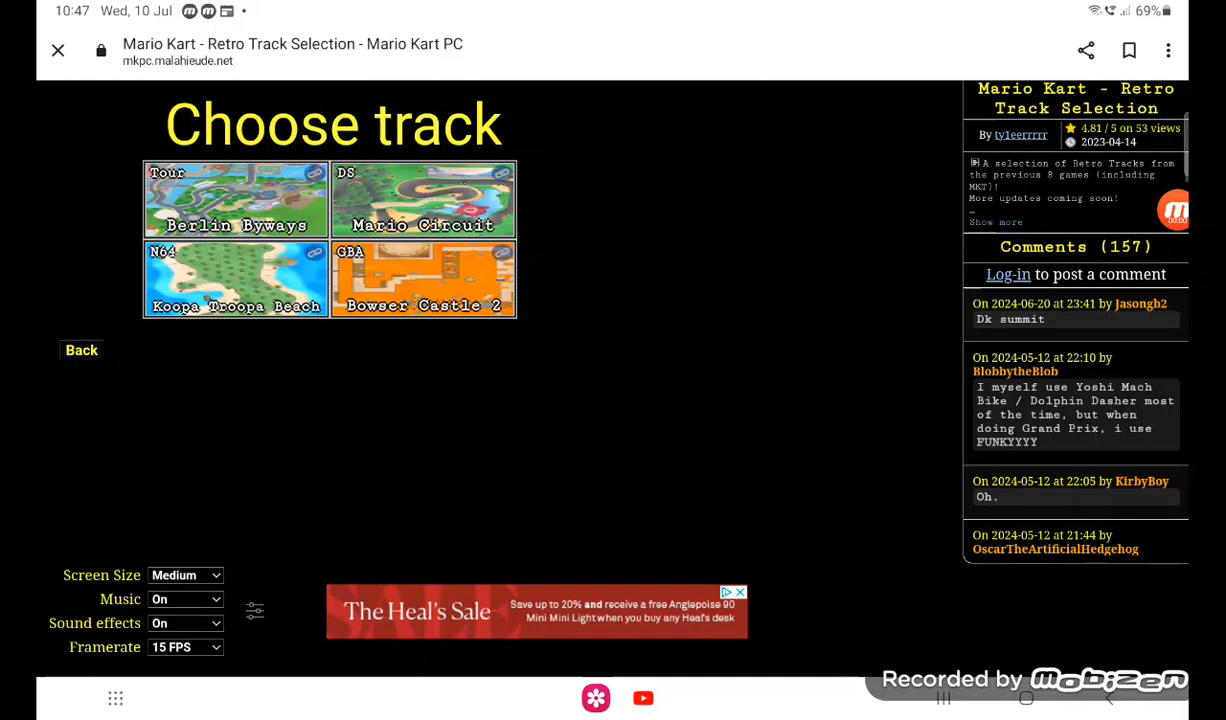 10:47 Wed, 10 Jul
69%
Mario Kart - Retro Track Selection - Mario Kart PC
mkpc.malahieude.net
Choose track
Tour
Berlin Byways
DS
Mario Circuit
N64
Koopa Troopa Beach
GBA
Bowser Castle 2
Back
Screen Size Medium
Music On
Sound effects On
Framerate 15 FPS
The Heal's Sale
Save up to 20% and receive a free Anglepoise 90
Mini Mini Light when you buy any Heal's desk
Mario Kart - Retro
Track Selection
By ty1eerrrrr
4.81 / 5 on 53 views
2023-04-14
A selection of Retro Tracks from
the previous 8 games (including
MKT)!
More updates coming soon!
…
Show more
00:00
Comments (157)
Log-in to post a comment
On 2024-06-20 at 23:41 by Jasongb2
Dk summit
On 2024-05-12 at 22:10 by
BlobbytheBlob
I myself use Yoshi Mach
Bike / Dolphin Dasher most
of the time, but when
doing Grand Prix, i use
FUNKYYYY
On 2024-05-12 at 22:05 by KirbyBoy
Oh.
On 2024-05-12 at 21:44 by
OscarTheArtificialHedgehog
Recorded by mobizen